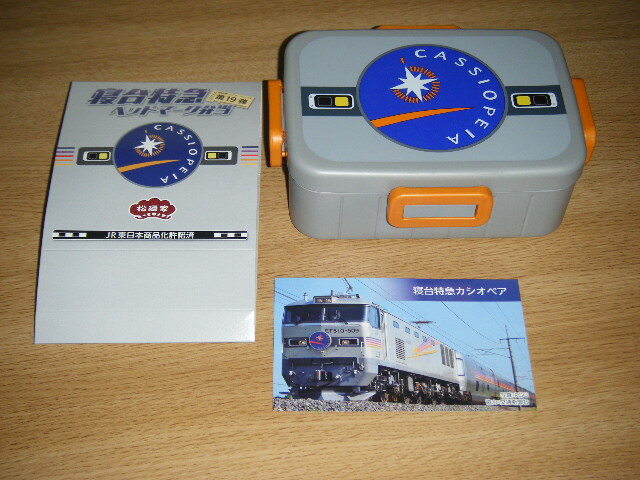 寝台特急
ヘッドマーク弁当
第19弾
CASSIOPEIA
松廼家
JR東日本商品化許諾済
CASSIOPEIA
寝台特急カシオペア
EF510-509